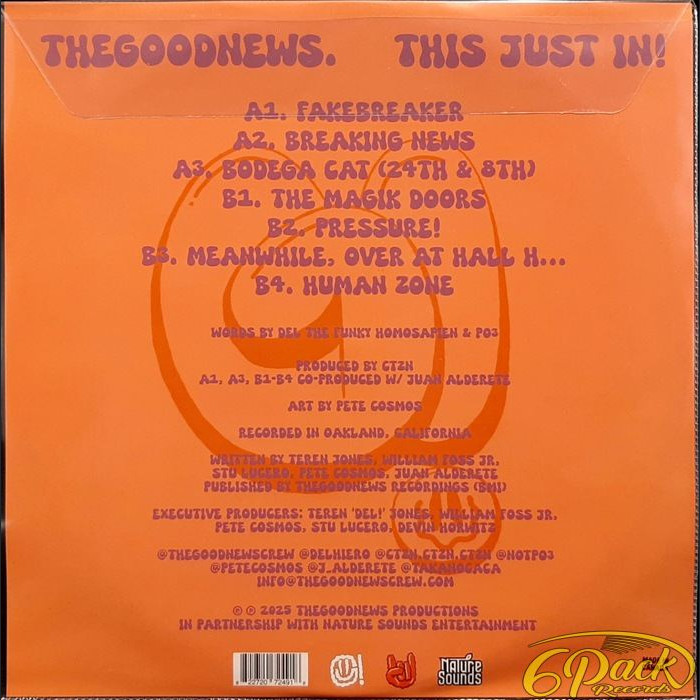 THEGOODNEWS. THIS JUST IN!
A1. FAKEBREAKER
A2. BREAKING NEWS
A3. BODEGA CAT (24TH & 8TH)
B1. THE MAGIK DOORS
B2. PRESSURE!
B3. MEANWHILE, OVER AT HALL H...
B4. HUMAN ZONE
WORDS BY DEL THE FUNKY HOMOSAPIEN & PO3
PRODUCED BY CTZN
A1, A3, B1-B4 CO-PRODUCED W/ JUAN ALDERETE
ART BY PETE COSMOS
RECORDED IN OAKLAND, CALIFORNIA
WRITTEN BY TEREN JONES, WILLIAM FOSS JR,
STU LUCERO, PETE COSMOS, JUAN ALDERETE
PUBLISHED BY THEGOODNEWS RECORDINGS (BMI)
EXECUTIVE PRODUCERS: TEREN 'DEL!' JONES, WILLIAM FOSS JR,
PETE COSMOS, STU LUCERO, DEVIN HORWITZ
@THEGOODNEWSCREW @DELHIERO @CTZN.CTZN.CTZN @NOTPO3
@PETECOSMOS @J_ALDERETE @TAKAHOCACA
INFO@THEGOODNEWSCREW.COM
© ℗ 2025 THEGOODNEWS PRODUCTIONS
IN PARTNERSHIP WITH NATURE SOUNDS ENTERTAINMENT
22720 72491
NATURE
SOUNDS
6Pack
Records